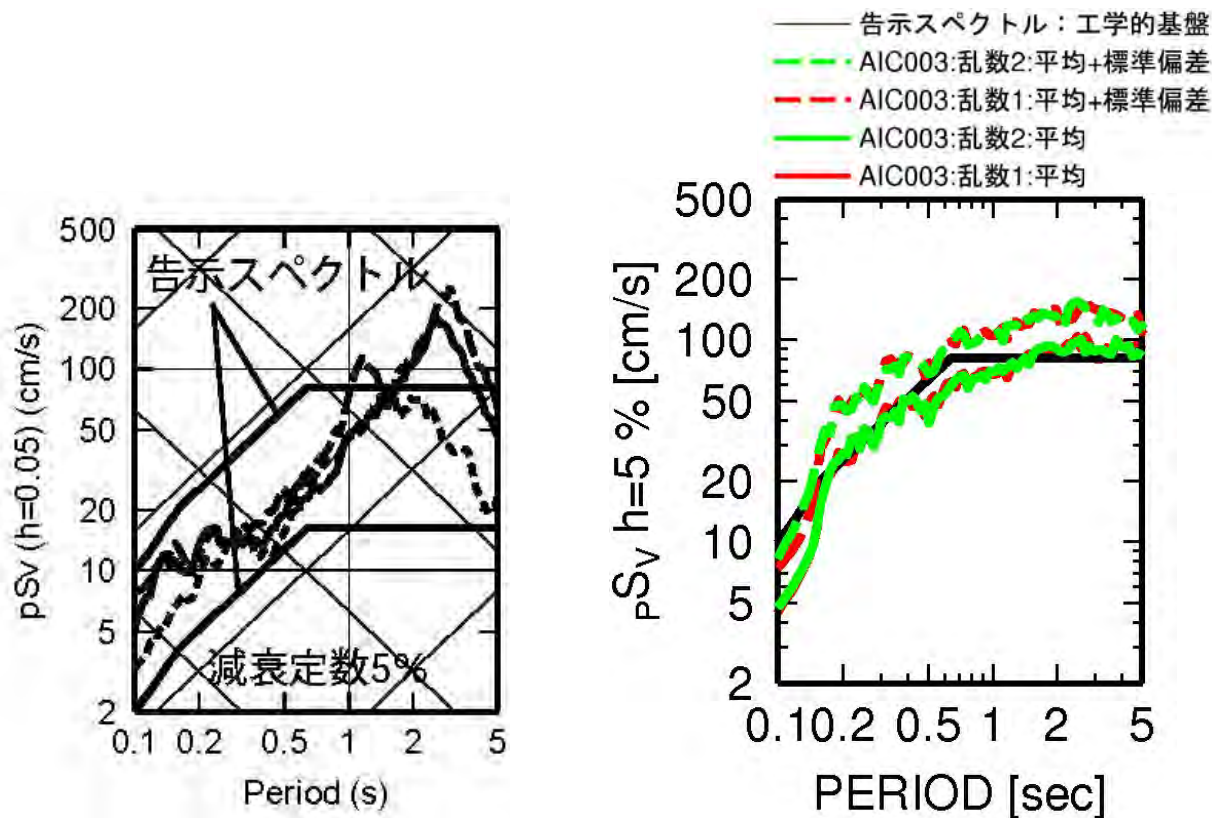 500
200
100
50
20
10
5
2
pSv (h=0.05) (cm/s)
告示スペクトル
減衰定数5%
0.1 0.2 0.5 1 2 5
Period (s)
告示スペクトル：工学的基盤
AIC003:乱数2:平均+標準偏差
AIC003:乱数1:平均+標準偏差
AIC003:乱数2:平均
AIC003:乱数1:平均
500
200
100
50
20
10
5
2
PSV h=5 % [cm/s]
0.1 0.2 0.5 1 2 5
PERIOD [sec]